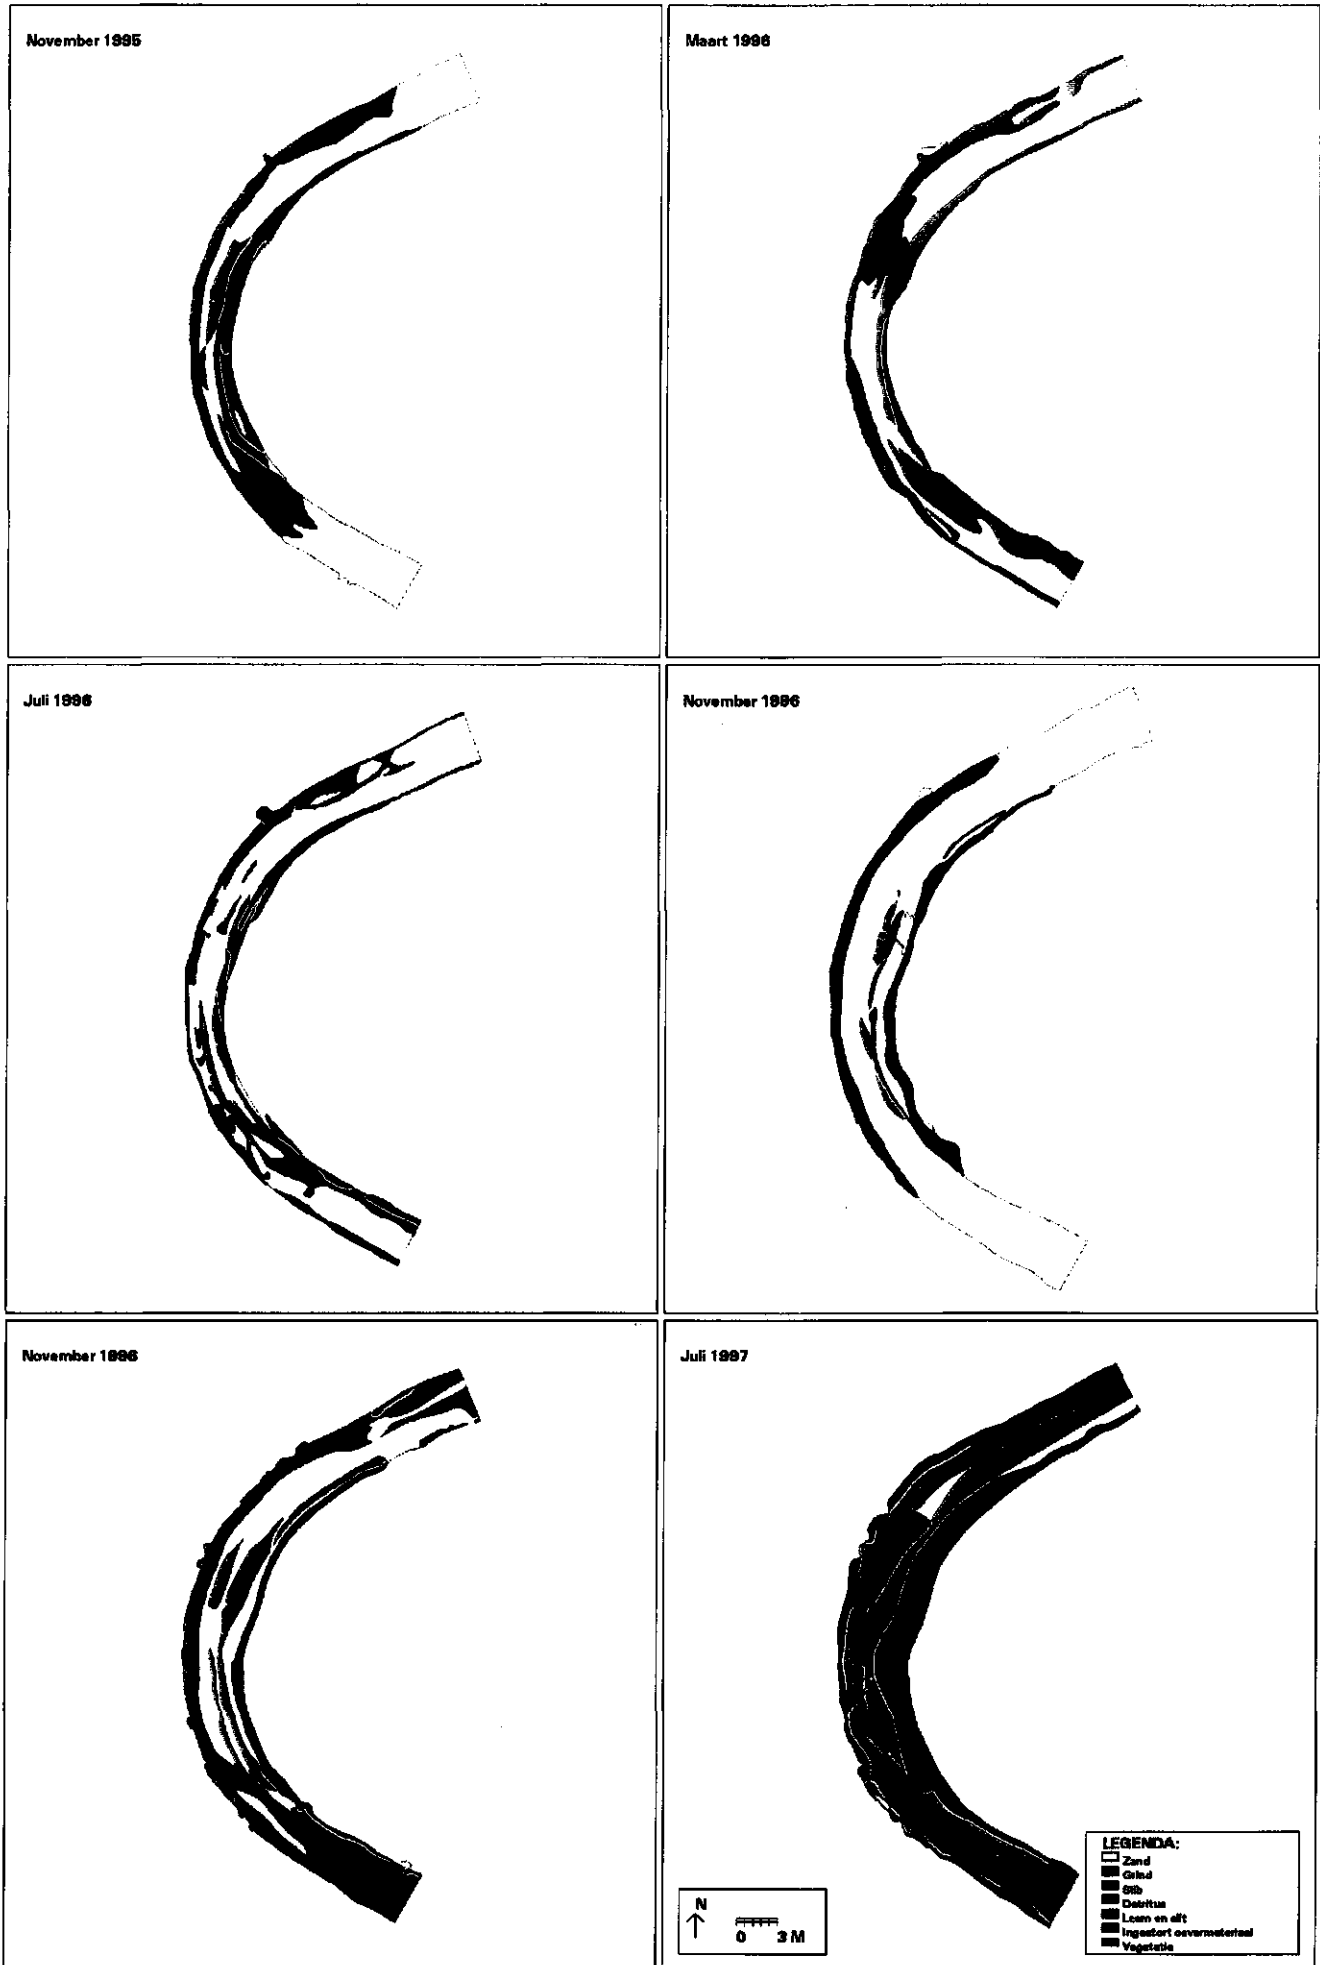 November 1995
Maart 1996
Juli 1996
November 1996
November 1996
Juli 1997
N
0 3 M
LEGENDA:
Zand
Grind
Slib
Detritus
Leem en slit
Ingestort oevermateriaal
Vegetatie